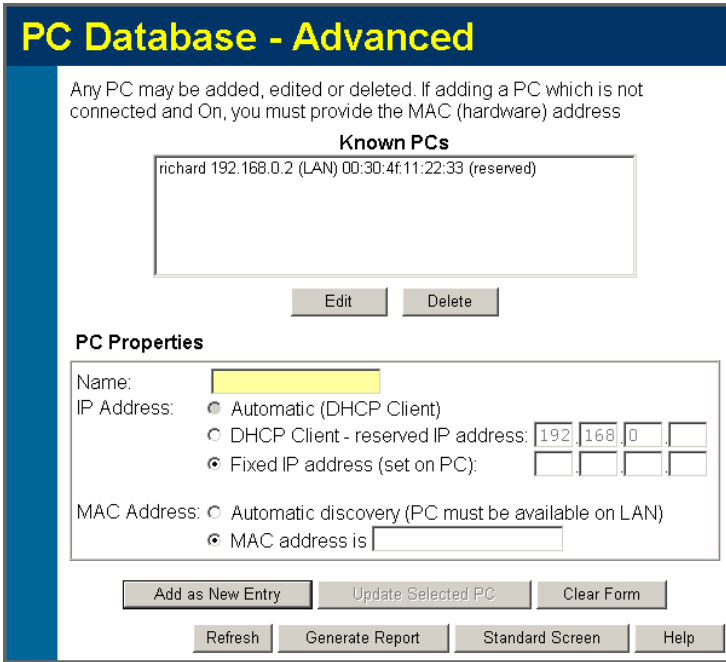 PC Database - Advanced
Any PC may be added, edited or deleted. If adding a PC which is not
connected and On, you must provide the MAC (hardware) address
Known PCs
richard 192.168.0.2 (LAN) 00:30:4f:11:22:33 (reserved)
Edit Delete
PC Properties
Name:
IP Address: Automatic (DHCP Client)
DHCP Client - reserved IP address: 192 .168 .0 .
Fixed IP address (set on PC): . . .
MAC Address: Automatic discovery (PC must be available on LAN)
MAC address is
Add as New Entry Update Selected PC Clear Form
Refresh Generate Report Standard Screen Help